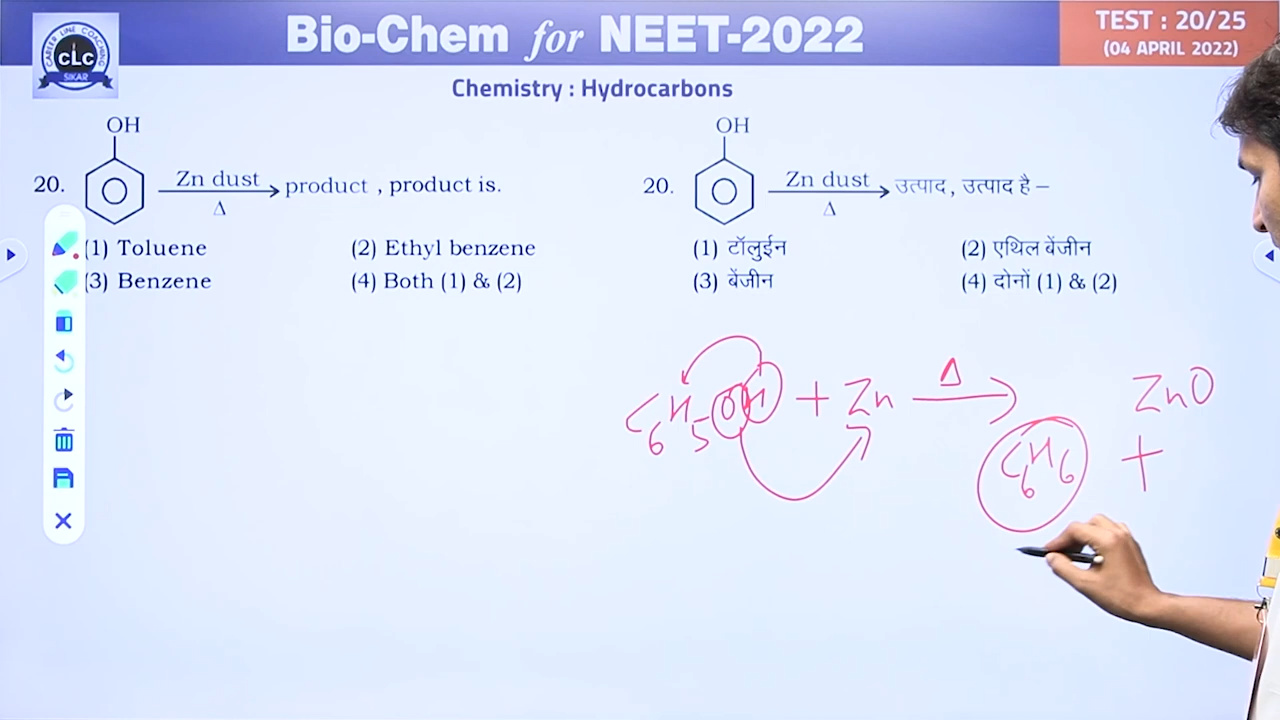 Bio-Chem for NEET-2022
TEST : 20/25
(04 APRIL 2022)
CAREER LINE COACHING
CLC
SIKAR
Chemistry : Hydrocarbons
OH
20. Zn dust Δ product , product is.
(1) Toluene (2) Ethyl benzene
(3) Benzene (4) Both (1) & (2)
OH
20. Zn dust Δ उत्पाद , उत्पाद है –
(1) टॉलुईन (2) एथिल बेंजीन
(3) बेंजीन (4) दोनों (1) & (2)
C6H5OH + Zn Δ ZnO
C6H6 +